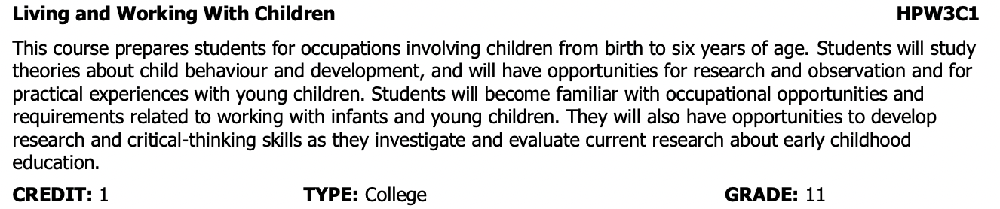 Living and Working With Children HPW3C1
This course prepares students for occupations involving children from birth to six years of age. Students will study
theories about child behaviour and development, and will have opportunities for research and observation and for
practical experiences with young children. Students will become familiar with occupational opportunities and
requirements related to working with infants and young children. They will also have opportunities to develop
research and critical-thinking skills as they investigate and evaluate current research about early childhood
education.
CREDIT: 1 TYPE: College GRADE: 11